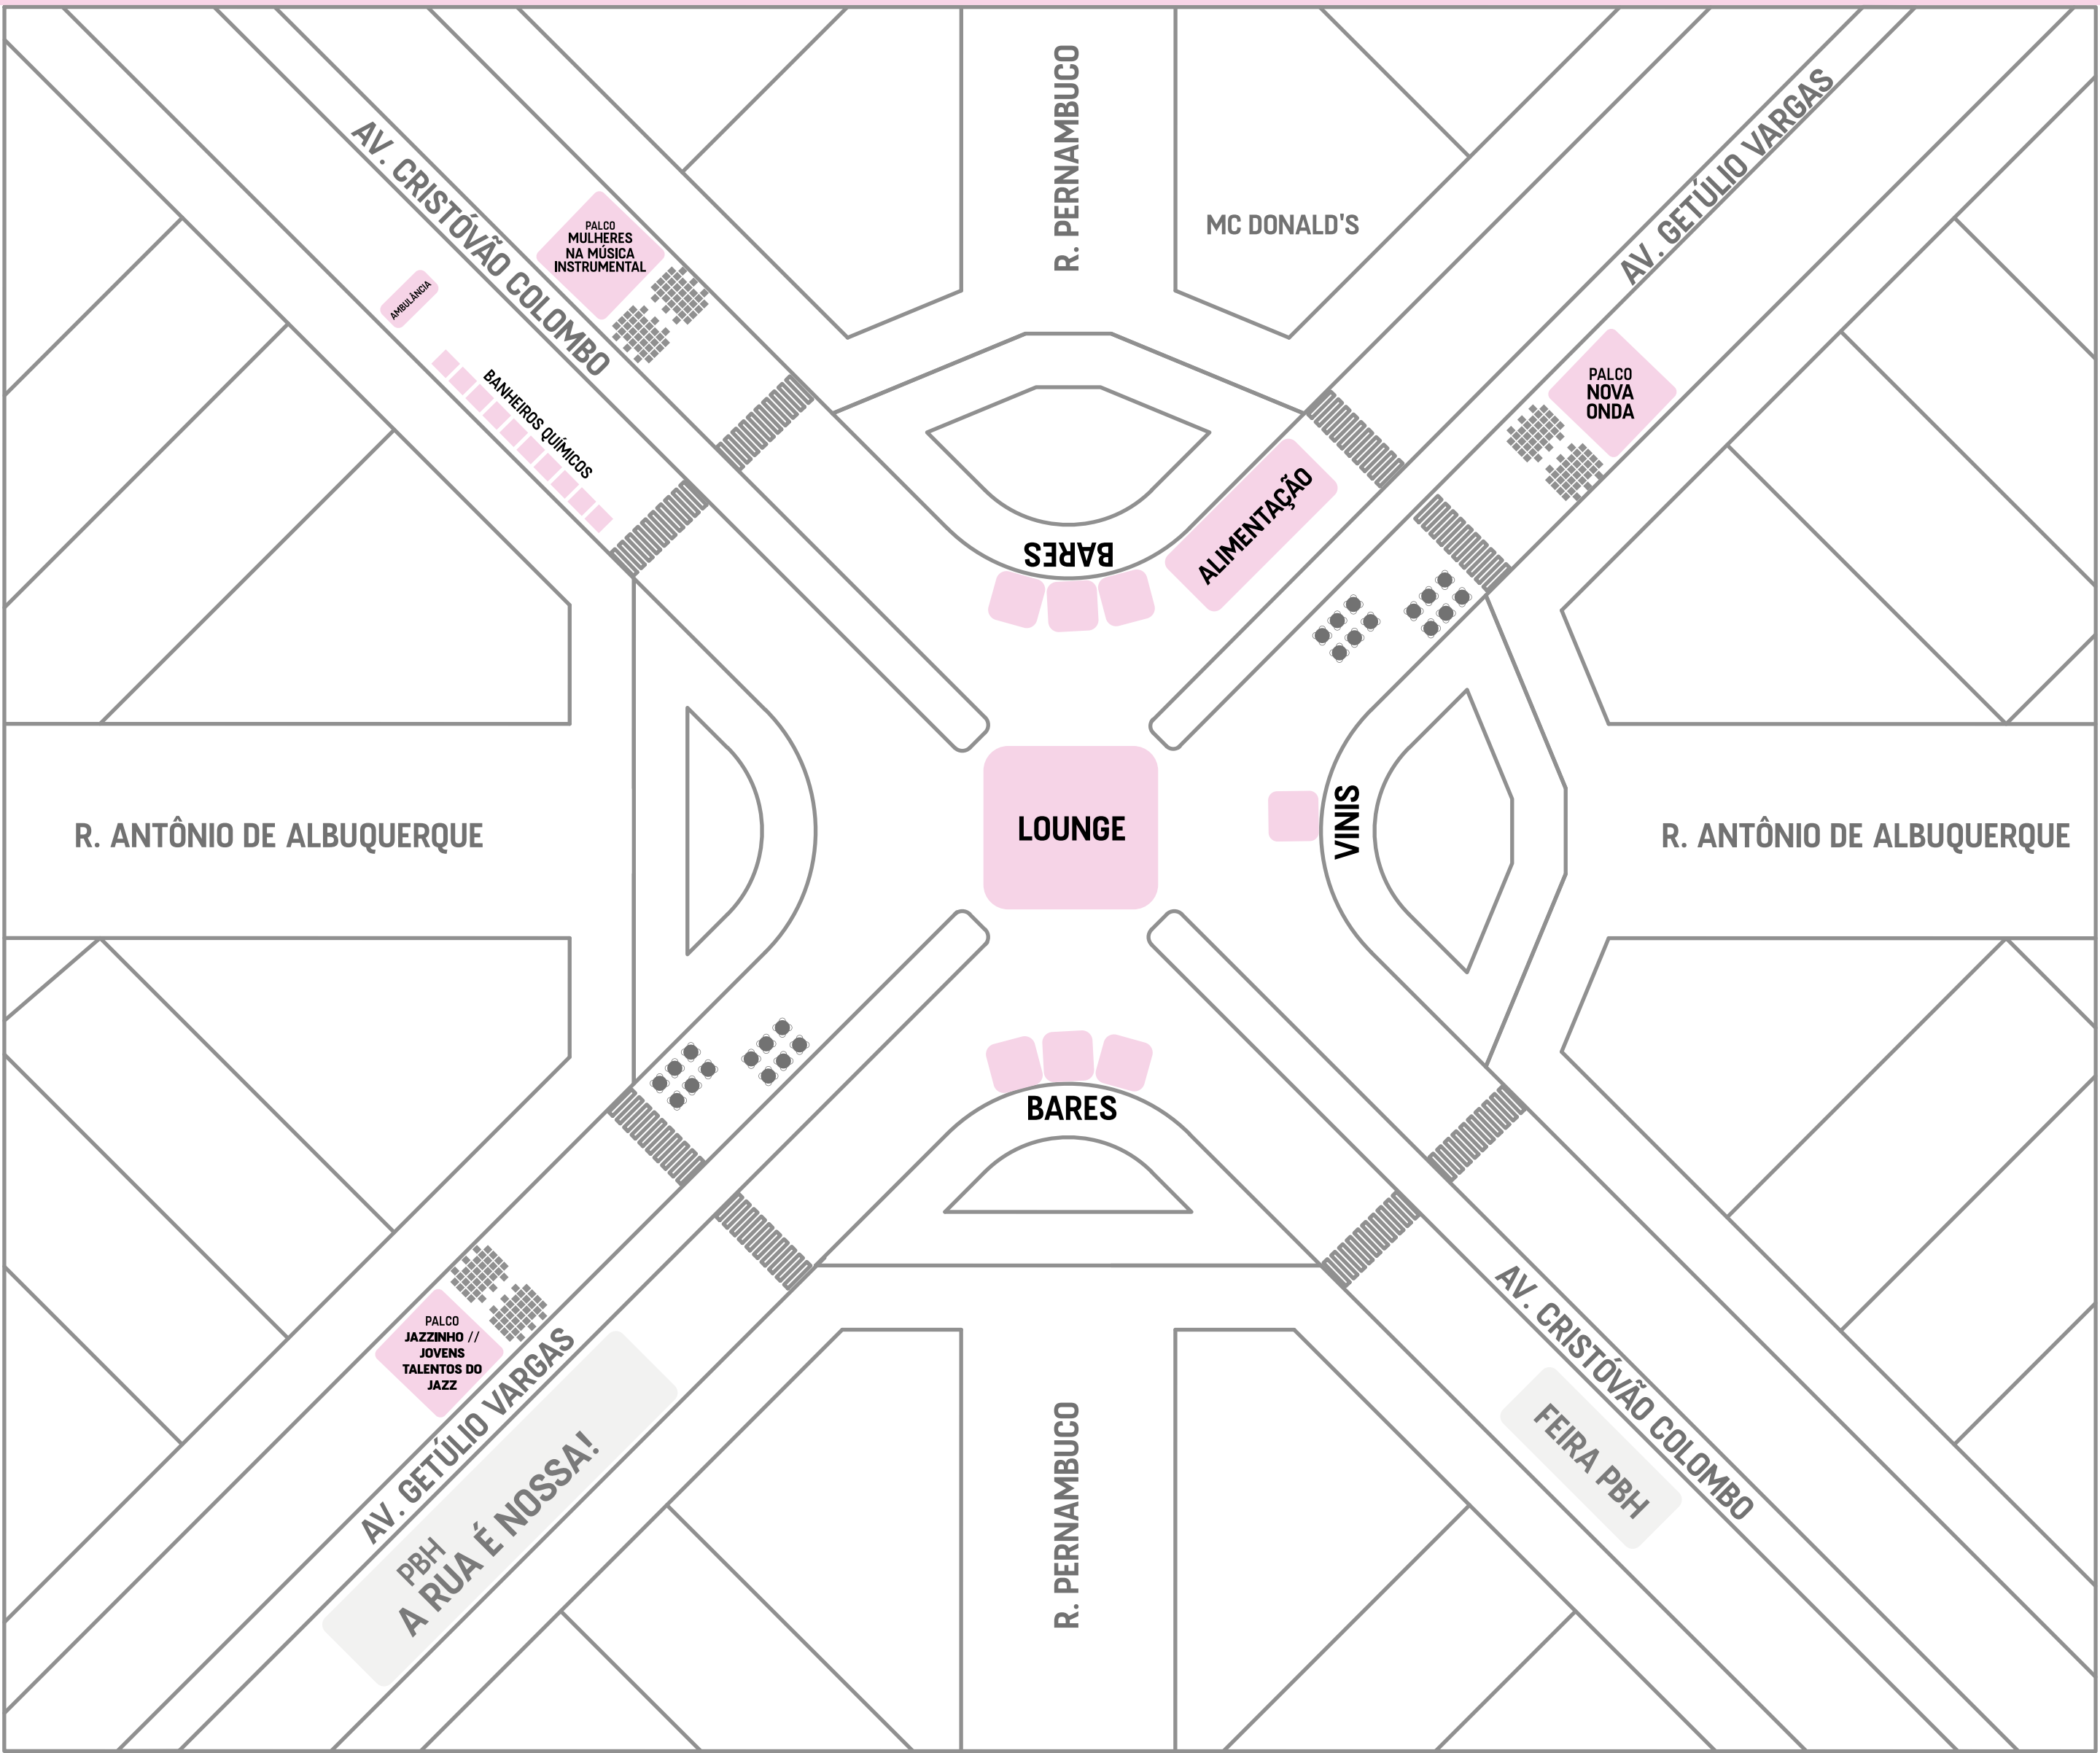 R. PERNAMBUCO
AV. CRISTÓVÃO COLOMBO
AV. GETÚLIO VARGAS
PALCO
MULHERES
NA MÚSICA
INSTRUMENTAL
MC DONALD'S
AMBULÂNCIA
BANHEIROS QUÍMICOS
PALCO
NOVA
ONDA
ALIMENTAÇÃO
BARES
R. ANTÔNIO DE ALBUQUERQUE
LOUNGE
VINIS
R. ANTÔNIO DE ALBUQUERQUE
BARES
PALCO
JAZZINHO //
JOVENS
TALENTOS DO
JAZZ
AV. GETÚLIO VARGAS
PBH
A RUA É NOSSA!
R. PERNAMBUCO
AV. CRISTÓVÃO COLOMBO
FEIRA PBH